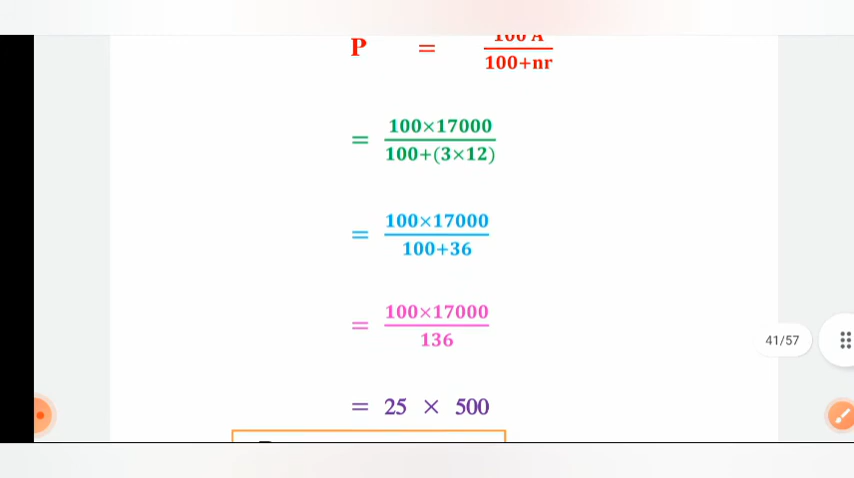 P = 100 A / 100+nr
= 100×17000 / 100+(3×12)
= 100×17000 / 100+36
= 100×17000 / 136
41/57
= 25 × 500